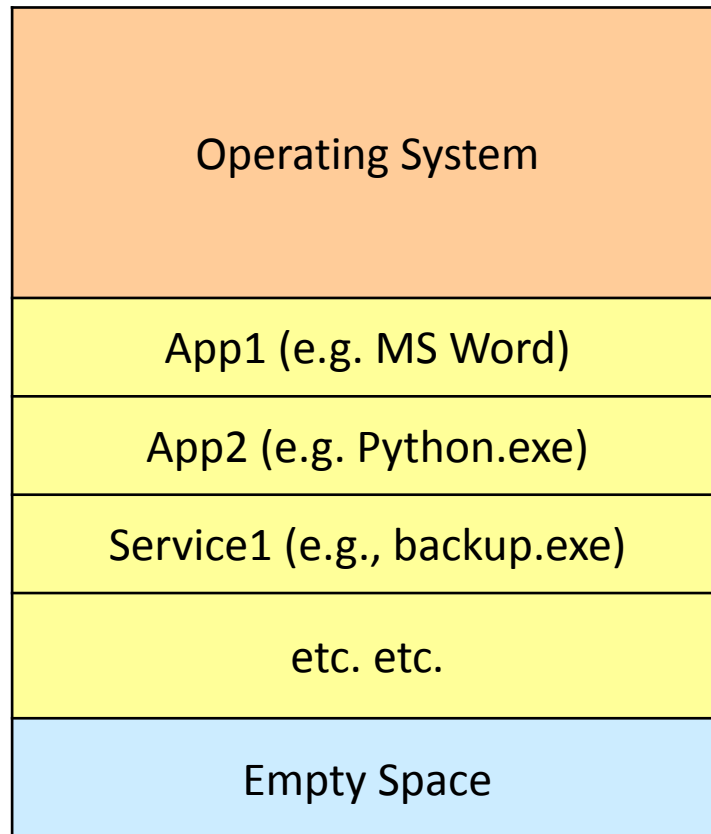 Operating System
App1 (e.g. MS Word)
App2 (e.g. Python.exe)
Service1 (e.g., backup.exe)
etc. etc.
Empty Space